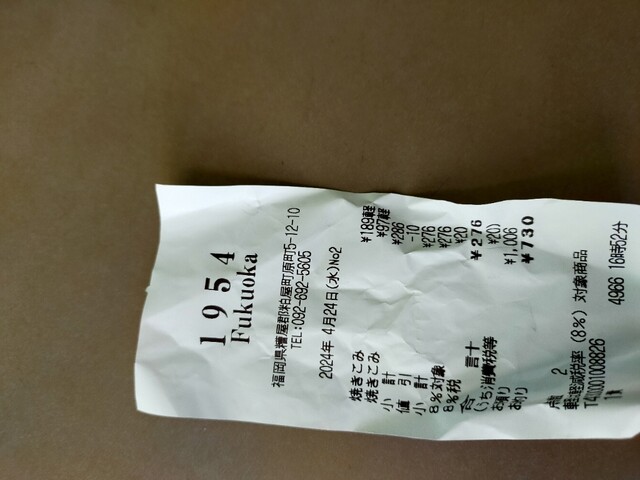 1954
Fukuoka
福岡県糟屋郡粕屋町原町5-12-10
TEL:092-692-5605
2024年 4月24日(水)No2
焼きこみ ¥189軽
焼きこみ ¥97軽
小 計 ¥286
値 引 -10
小 計 ¥276
8%対象 ¥276
8%税 ¥20
合 計 ¥276
(うち消費税等 ¥20)
お預り ¥1,006
お釣り ¥730
点 2
軽軽減税率(8%)対象商品
T4010001008826
4966 16時52分